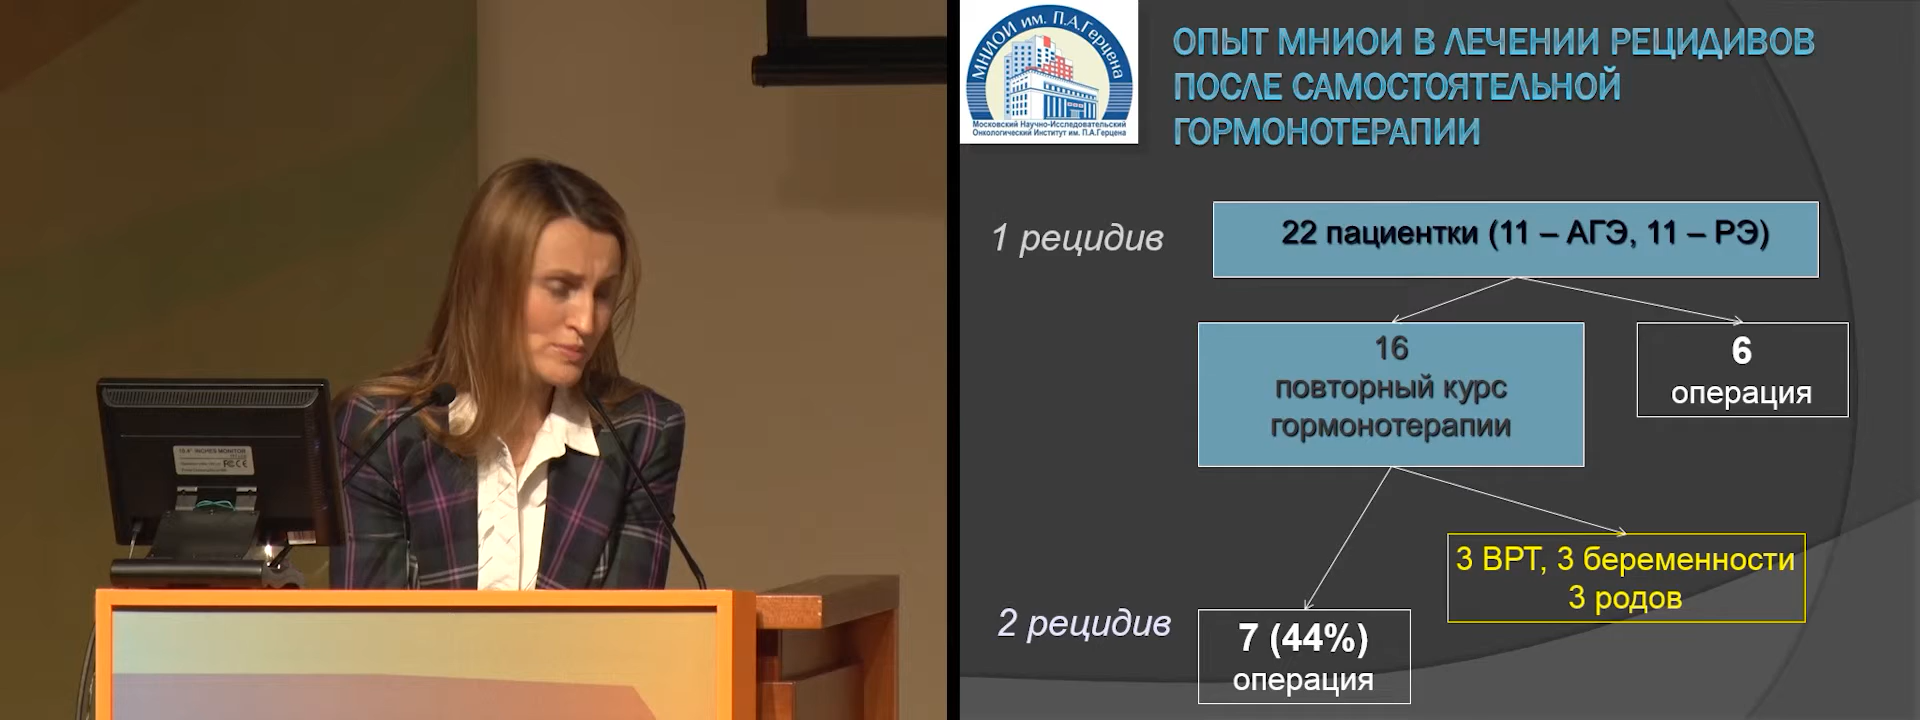 МНИОИ им. П.А.Герцена
Московский Научно-Исследовательский
Онкологический Институт им. П.А.Герцена
ОПЫТ МНИОИ В ЛЕЧЕНИИ РЕЦИДИВОВ
ПОСЛЕ САМОСТОЯТЕЛЬНОЙ
ГОРМОНОТЕРАПИИ
1 рецидив
22 пациентки (11 – АГЭ, 11 – РЭ)
16
повторный курс
гормонотерапии
6
операция
3 ВРТ, 3 беременности
3 родов
2 рецидив
7 (44%)
операция